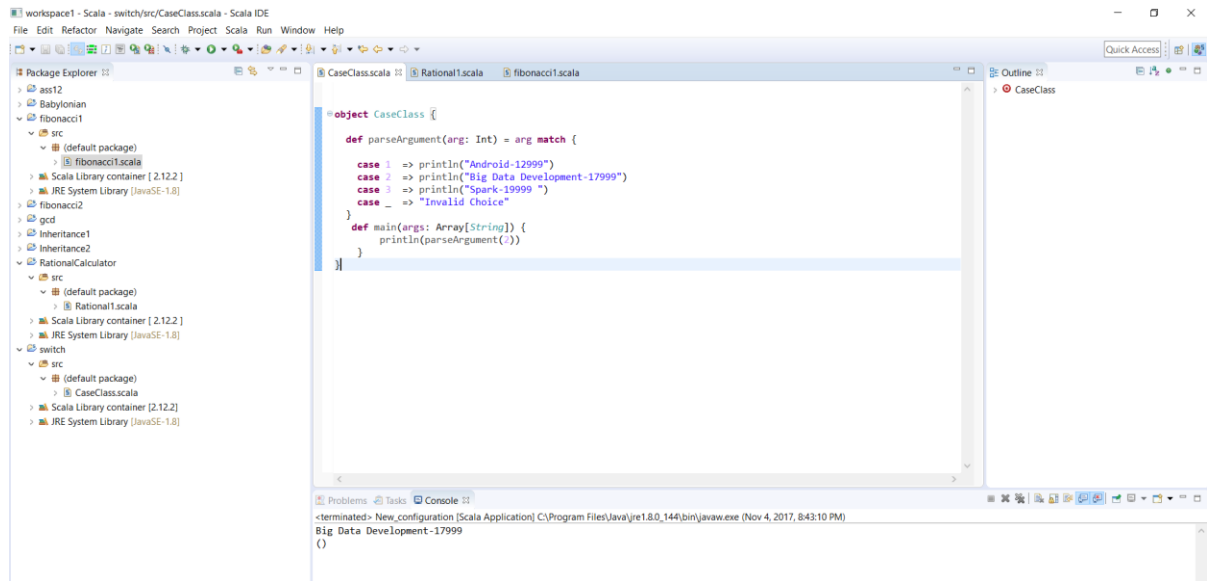 workspace1 - Scala - switch/src/CaseClass.scala - Scala IDE
File Edit Refactor Navigate Search Project Scala Run Window Help
Quick Access
Package Explorer
ass12
Babylonian
fibonacci1
src
(default package)
fibonacci1.scala
Scala Library container [ 2.12.2 ]
JRE System Library [JavaSE-1.8]
fibonacci2
gcd
Inheritance1
Inheritance2
RationalCalculator
src
(default package)
Rational1.scala
Scala Library container [ 2.12.2 ]
JRE System Library [JavaSE-1.8]
switch
src
(default package)
CaseClass.scala
Scala Library container [2.12.2]
JRE System Library [JavaSE-1.8]
CaseClass.scala Rational1.scala fibonacci1.scala
object CaseClass {
def parseArgument(arg: Int) = arg match {
case 1 => println("Android-12999")
case 2 => println("Big Data Development-17999")
case 3 => println("Spark-19999 ")
case _ => "Invalid Choice"
}
def main(args: Array[String]) {
println(parseArgument(2))
}
}
Outline
CaseClass
Problems Tasks Console
<terminated> New_configuration [Scala Application] C:\Program Files\Java\jre1.8.0_144\bin\javaw.exe (Nov 4, 2017, 8:43:10 PM)
Big Data Development-17999
()